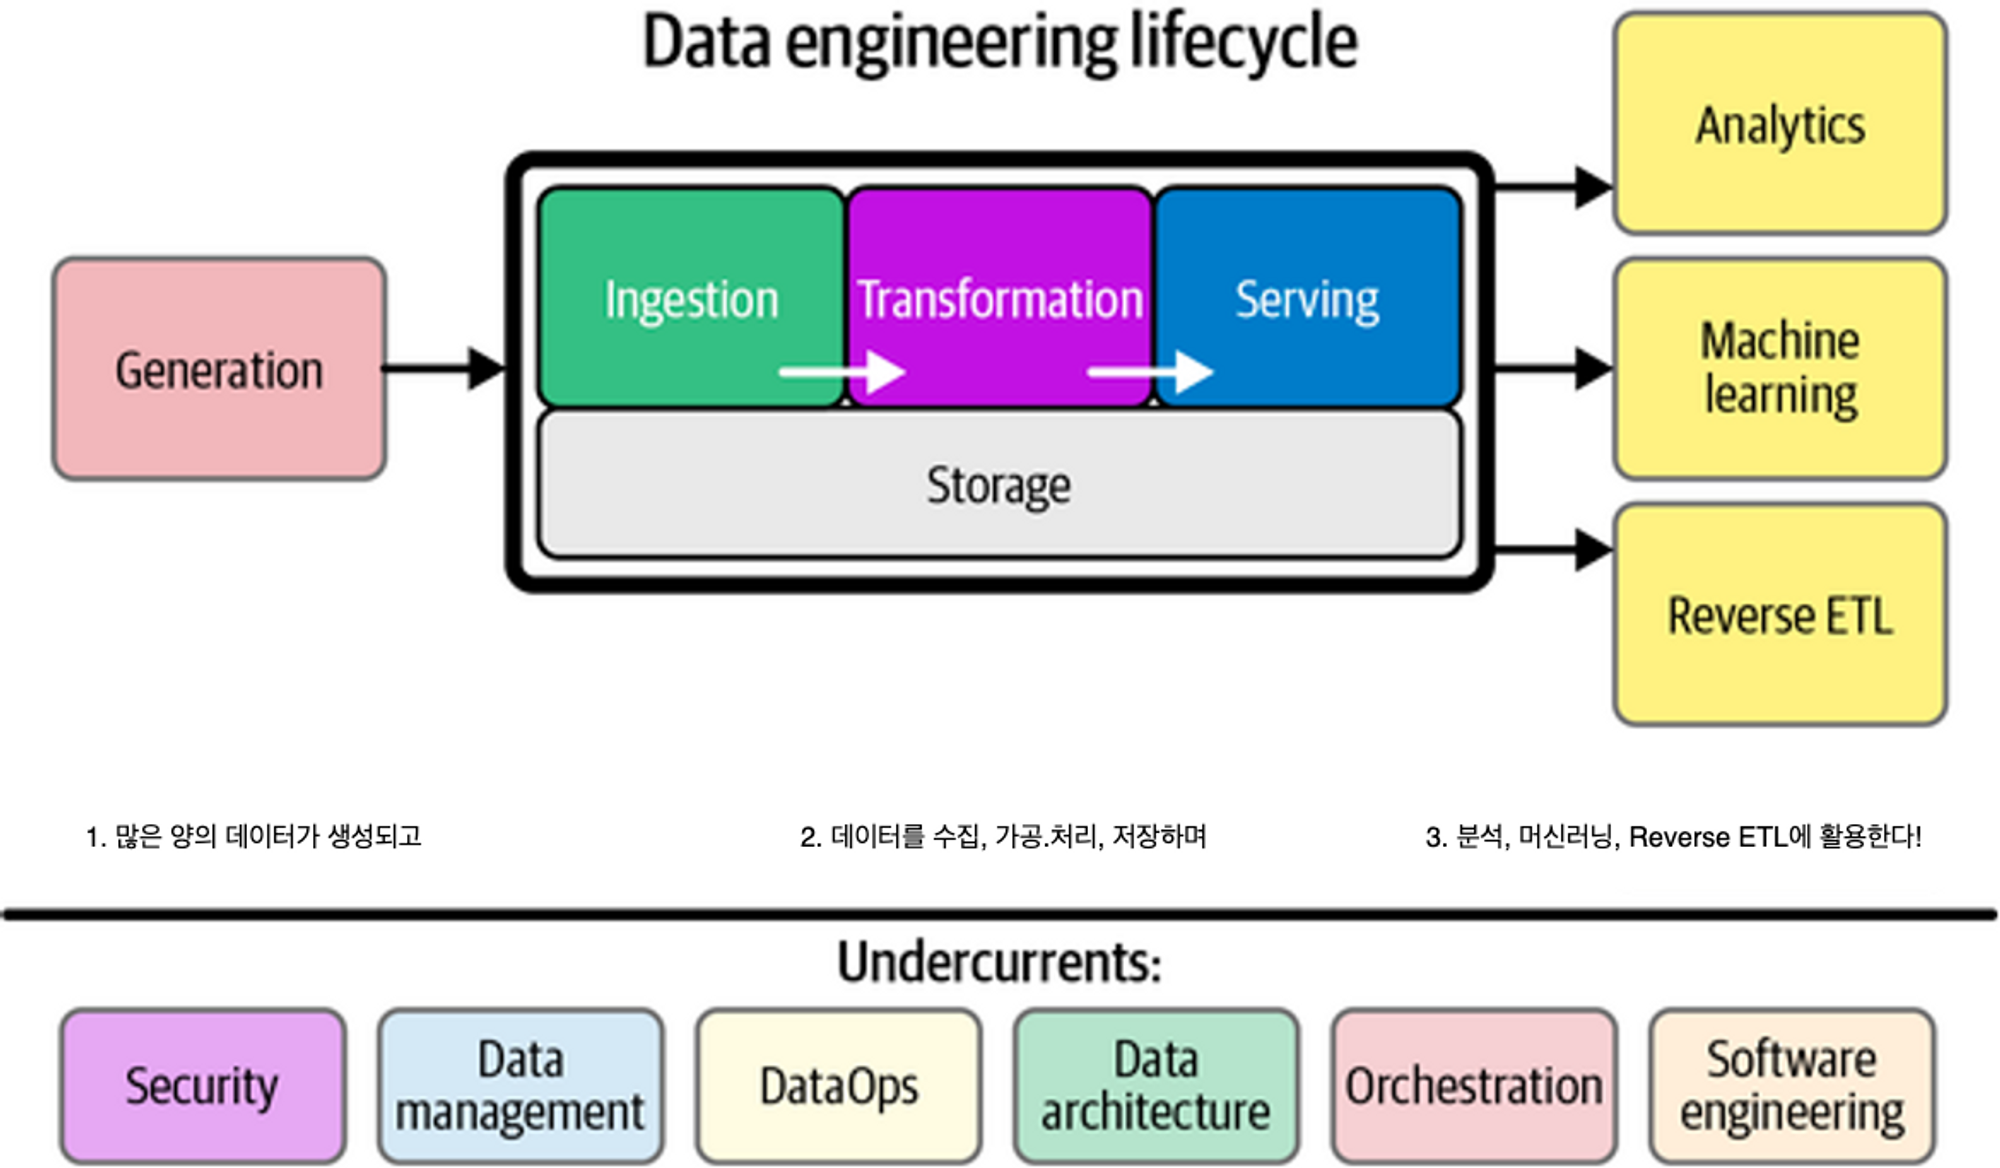 Data engineering lifecycle
Generation
Ingestion
Transformation
Serving
Storage
Analytics
Machine
learning
Reverse ETL
1. 많은 양의 데이터가 생성되고
2. 데이터를 수집, 가공.처리, 저장하며
3. 분석, 머신러닝, Reverse ETL에 활용한다!
Undercurrents:
Security
Data
management
DataOps
Data
architecture
Orchestration
Software
engineering